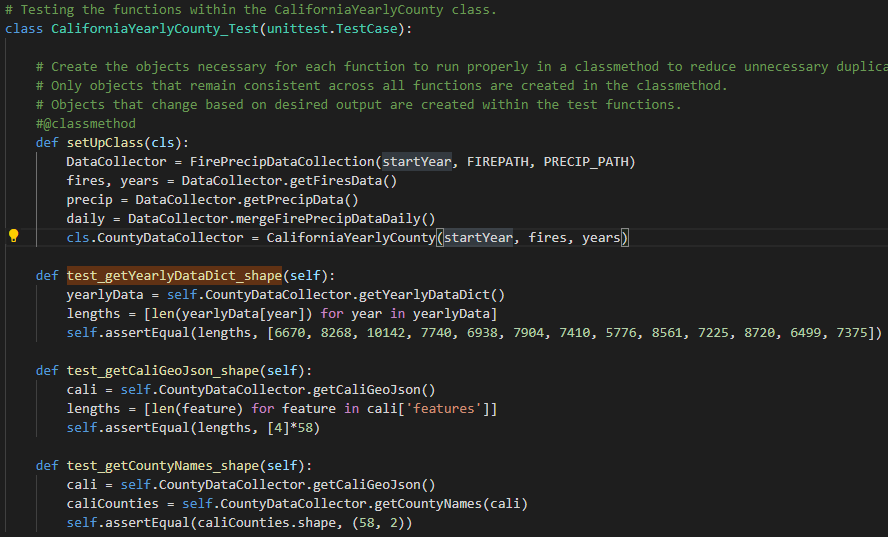 # Testing the functions within the CaliforniaYearlyCounty class.
class CaliforniaYearlyCounty_Test(unittest.TestCase):
# Create the objects necessary for each function to run properly in a classmethod to reduce unnecessary duplica
# Only objects that remain consistent across all functions are created in the classmethod.
# Objects that change based on desired output are created within the test functions.
#@classmethod
def setUpClass(cls):
DataCollector = FirePrecipDataCollection(startYear, FIREPATH, PRECIP_PATH)
fires, years = DataCollector.getFiresData()
precip = DataCollector.getPrecipData()
daily = DataCollector.mergeFirePrecipDataDaily()
cls.CountyDataCollector = CaliforniaYearlyCounty(startYear, fires, years)
def test_getYearlyDataDict_shape(self):
yearlyData = self.CountyDataCollector.getYearlyDataDict()
lengths = [len(yearlyData[year]) for year in yearlyData]
self.assertEqual(lengths, [6670, 8268, 10142, 7740, 6938, 7904, 7410, 5776, 8561, 7225, 8720, 6499, 7375])
def test_getCaliGeoJson_shape(self):
cali = self.CountyDataCollector.getCaliGeoJson()
lengths = [len(feature) for feature in cali['features']]
self.assertEqual(lengths, [4]*58)
def test_getCountyNames_shape(self):
cali = self.CountyDataCollector.getCaliGeoJson()
caliCounties = self.CountyDataCollector.getCountyNames(cali)
self.assertEqual(caliCounties.shape, (58, 2))